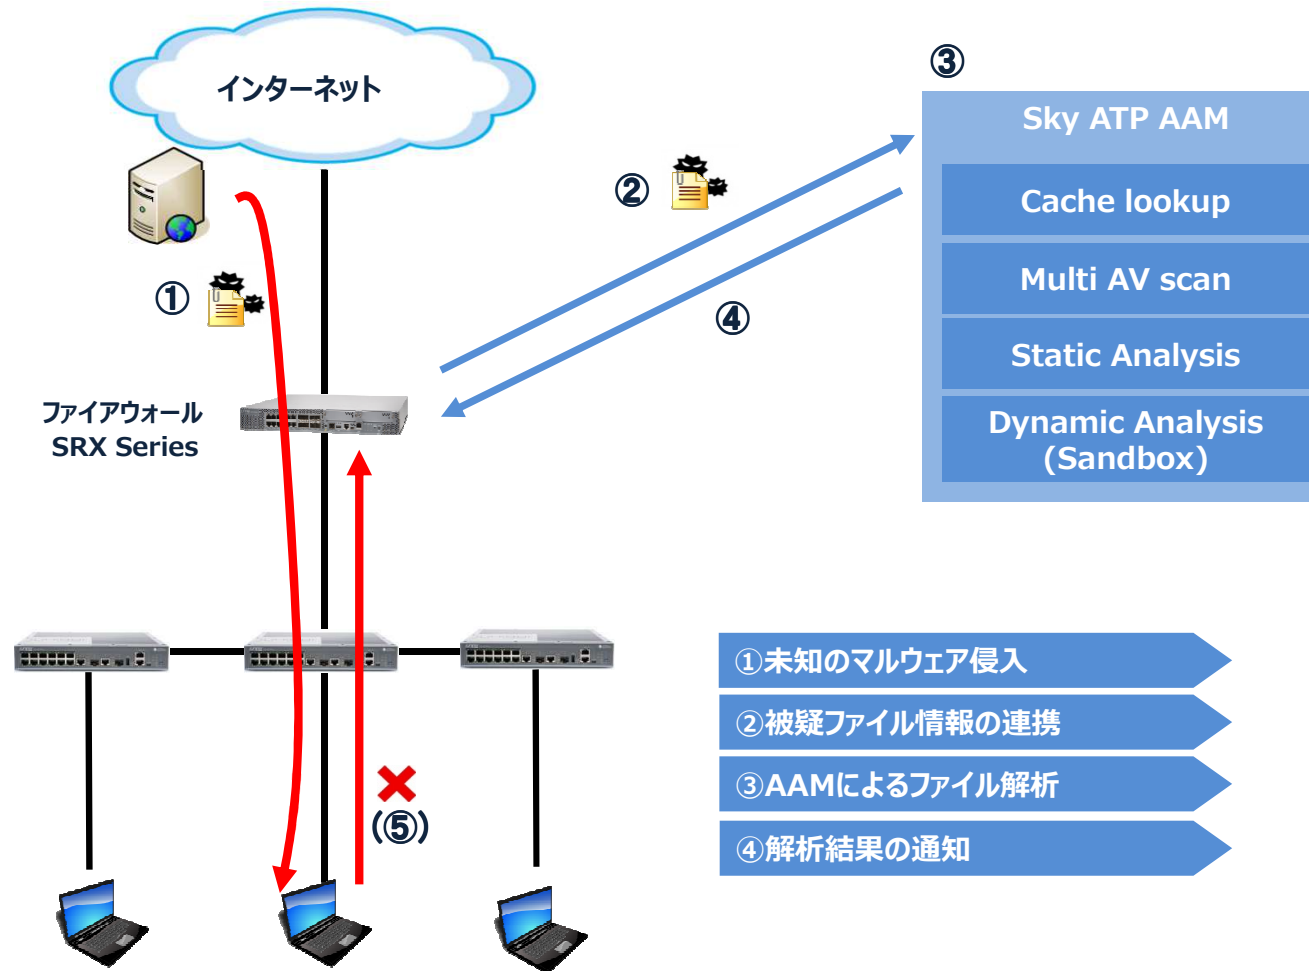 インターネット
③
Sky ATP AAM
②
Cache lookup
Multi AV scan
①
④
Static Analysis
ファイアウォール
SRX Series
Dynamic Analysis
(Sandbox)
①未知のマルウェア侵入
②被疑ファイル情報の連携
③AAMによるファイル解析
(⑤)
④解析結果の通知